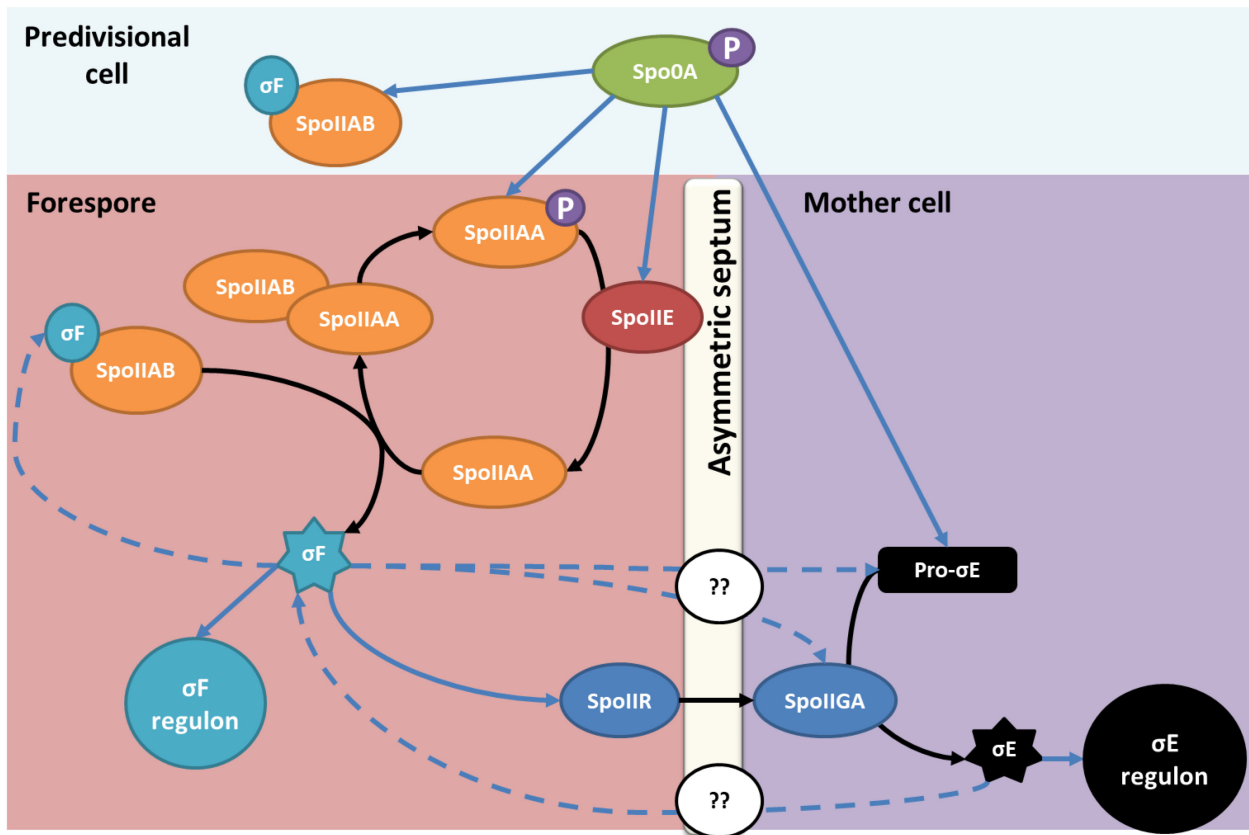 Predivisional
cell
P
Spo0A
σF
SpoIIAB
Forespore
Mother cell
Asymmetric septum
P
SpoIIAA
SpoIIAB
SpoIIAA
SpoIIE
σF
SpoIIAB
SpoIIAA
σF
??
Pro-σE
σF
regulon
SpoIIR
SpoIIGA
σE
σE
regulon
??